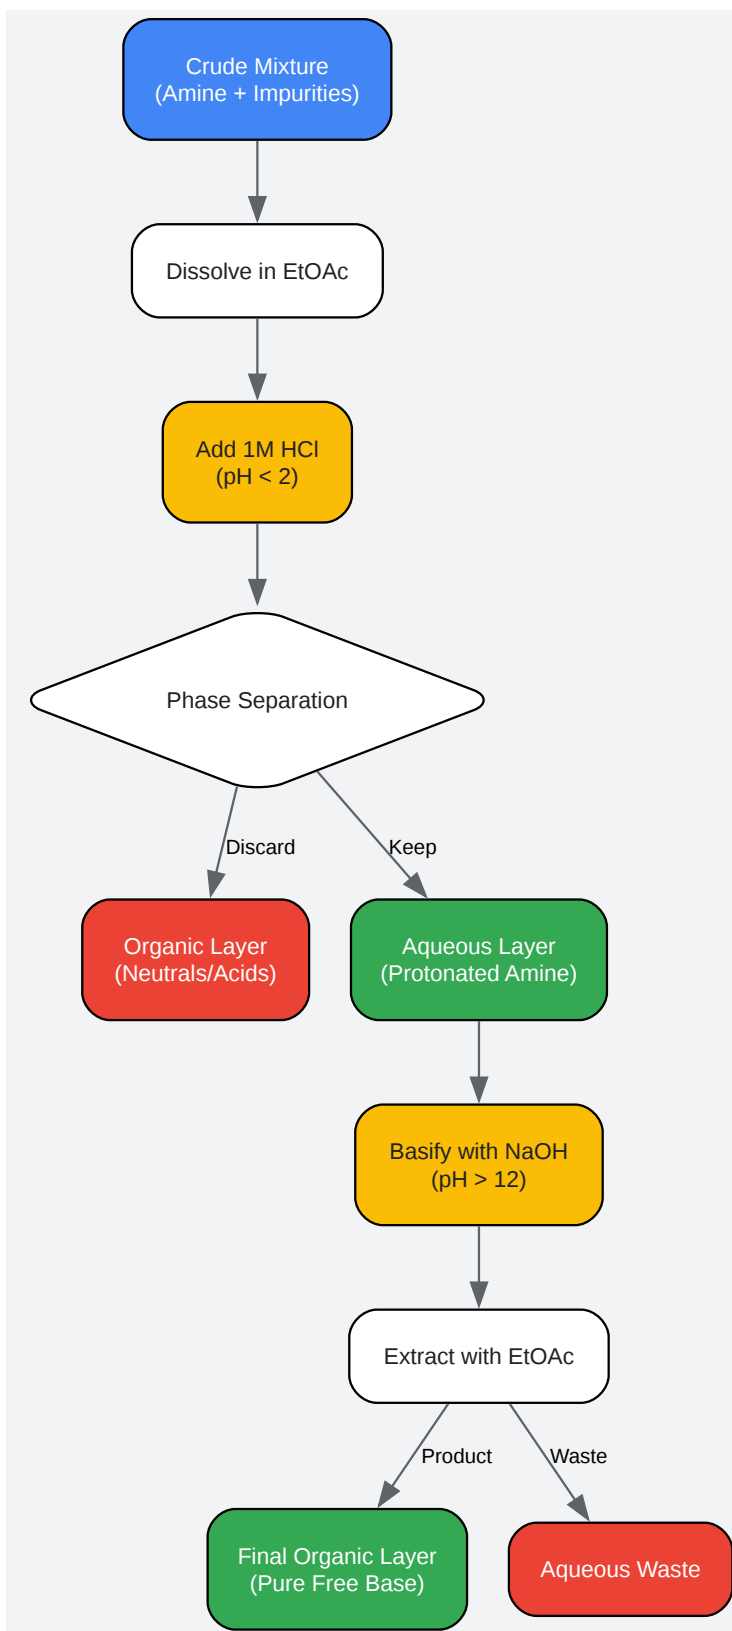 Crude Mixture
(Amine + Impurities)
Dissolve in EtOAc
Add 1M HCl
(pH < 2)
Phase Separation
Discard
Keep
Organic Layer
(Neutrals/Acids)
Aqueous Layer
(Protonated Amine)
Basify with NaOH
(pH > 12)
Extract with EtOAc
Product
Waste
Final Organic Layer
(Pure Free Base)
Aqueous Waste